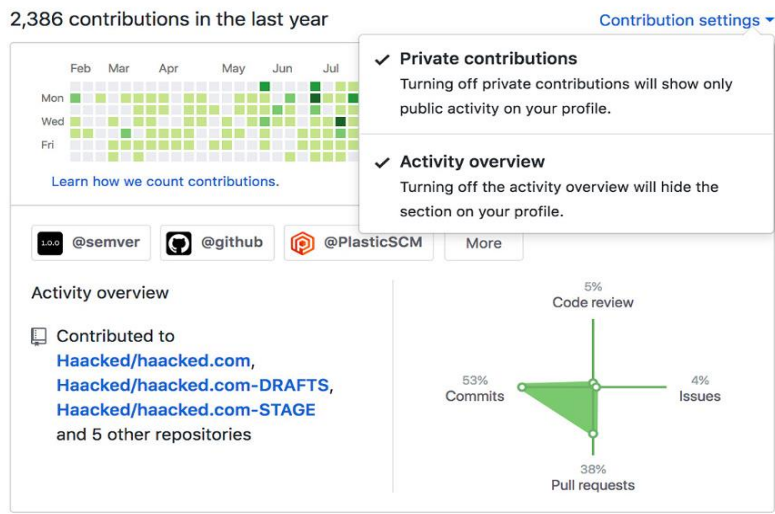 2,386 contributions in the last year
Contribution settings
Private contributions
Turning off private contributions will show only
public activity on your profile.
Activity overview
Turning off the activity overview will hide the
section on your profile.
Feb Mar Apr May Jun Jul
Mon
Wed
Fri
Learn how we count contributions.
1.0.0 @semver @github @PlasticSCM More
Activity overview
Contributed to
Haacked/haacked.com,
Haacked/haacked.com-DRAFTS,
Haacked/haacked.com-STAGE
and 5 other repositories
5%
Code review
53%
Commits
4%
Issues
38%
Pull requests